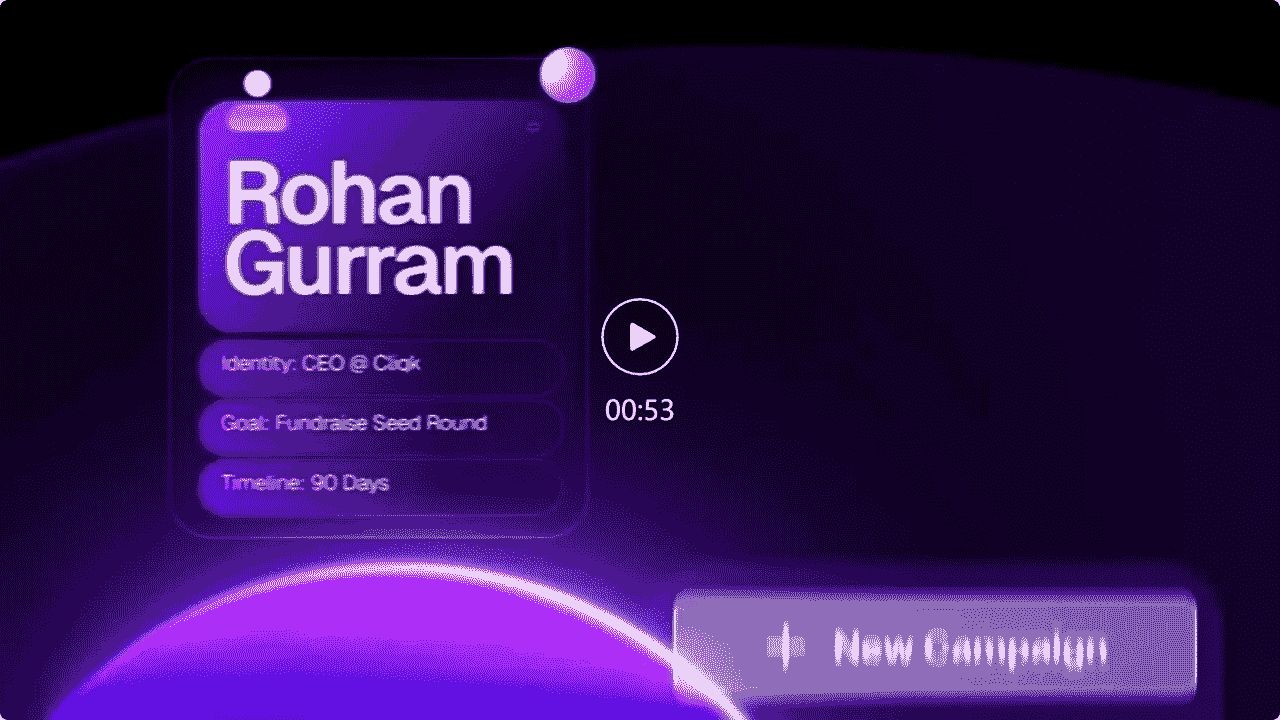 Rohan
Gurram
Identity: CEO @ Cliqk
Goal: Fundraise Seed Round
Timeline: 90 Days
00:53
New Campaign